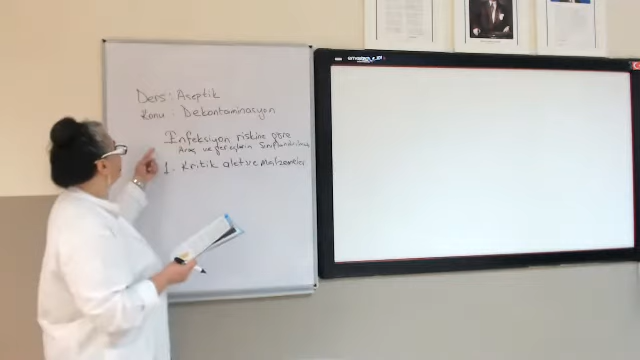 Ders: Aseptik
Konu: Dekontaminasyon
İnfeksiyon riskine göre
Araç ve gereçlerin Sınıflandırılması
1. Kritik alet ve malzemeler